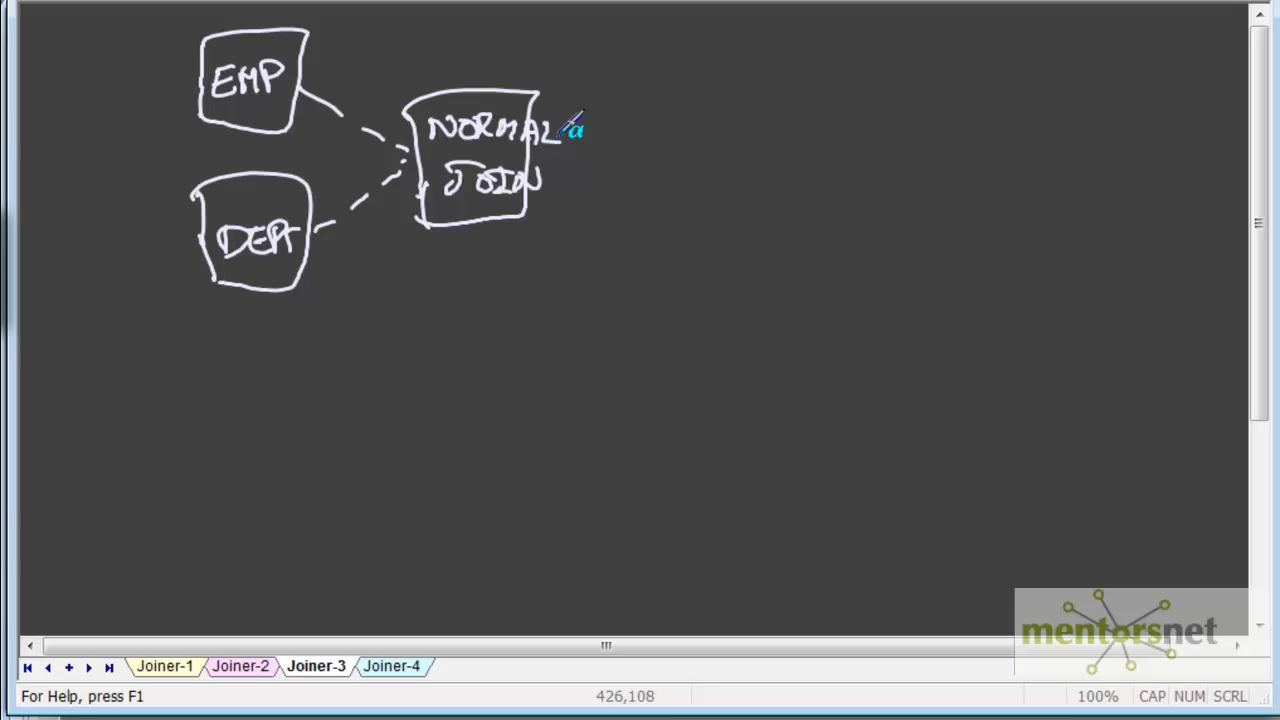 EMP
NORMAL
JOIN
DEPT
mentorsnet
Joiner-1
Joiner-2
Joiner-3
Joiner-4
For Help, press F1
426,108
100%
CAP
NUM
SCRL